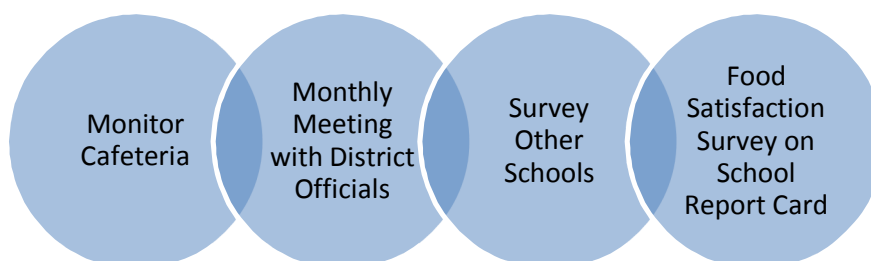 Monitor
Cafeteria
Monthly
Meeting
with District
Officials
Survey
Other
Schools
Food
Satisfaction
Survey on
School
Report Card